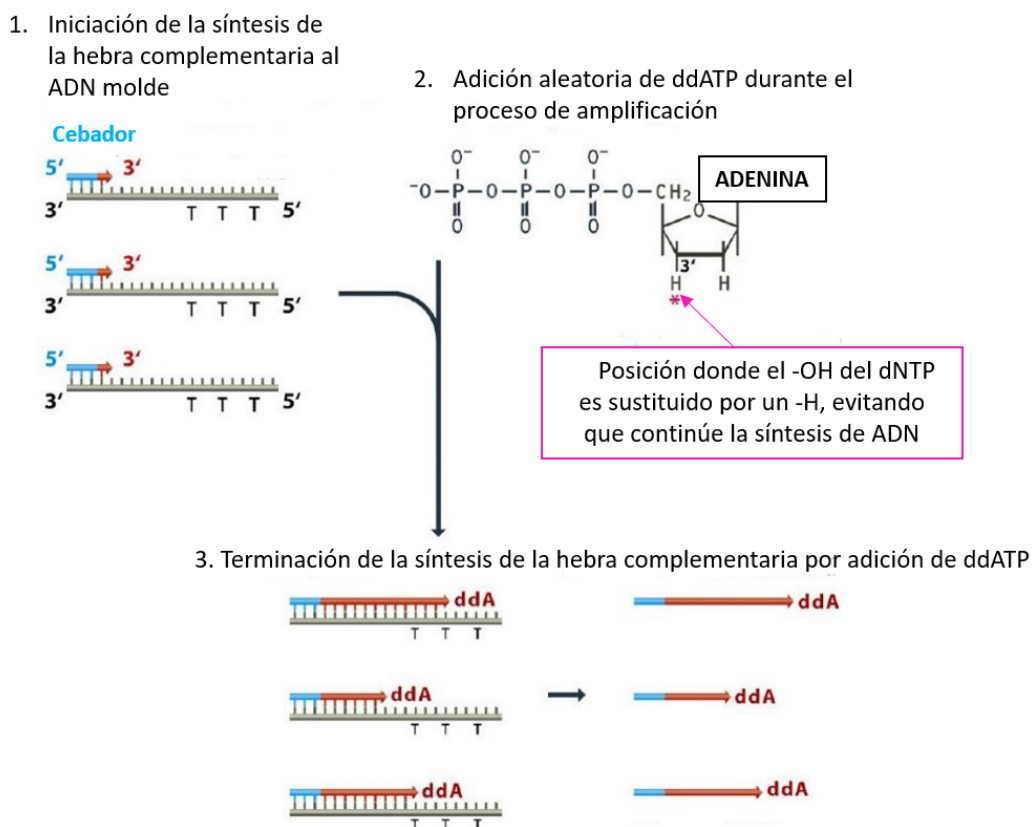 1. Iniciación de la síntesis de
la hebra complementaria al
ADN molde
2. Adición aleatoria de ddATP durante el
proceso de amplificación
Cebador
5′ 3′
3′ T T T 5′
5′ 3′
3′ T T T 5′
5′ 3′
3′ T T T 5′
O⁻ O⁻ O⁻
⁻O–P–O–P–O–P–O–CH₂
O O O
ADENINA
O
3′
H H
*
Posición donde el -OH del dNTP
es sustituido por un -H, evitando
que continúe la síntesis de ADN
3. Terminación de la síntesis de la hebra complementaria por adición de ddATP
ddA ddA
T T T
ddA ddA
T T T
ddA ddA
T T T